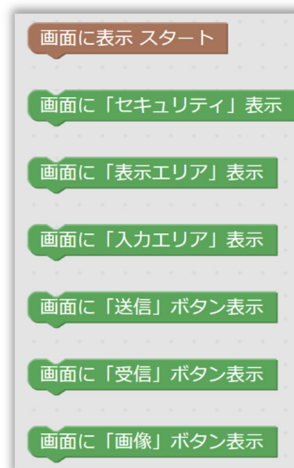 画面に表示 スタート
画面に「セキュリティ」表示
画面に「表示エリア」表示
画面に「入力エリア」表示
画面に「送信」ボタン表示
画面に「受信」ボタン表示
画面に「画像」ボタン表示